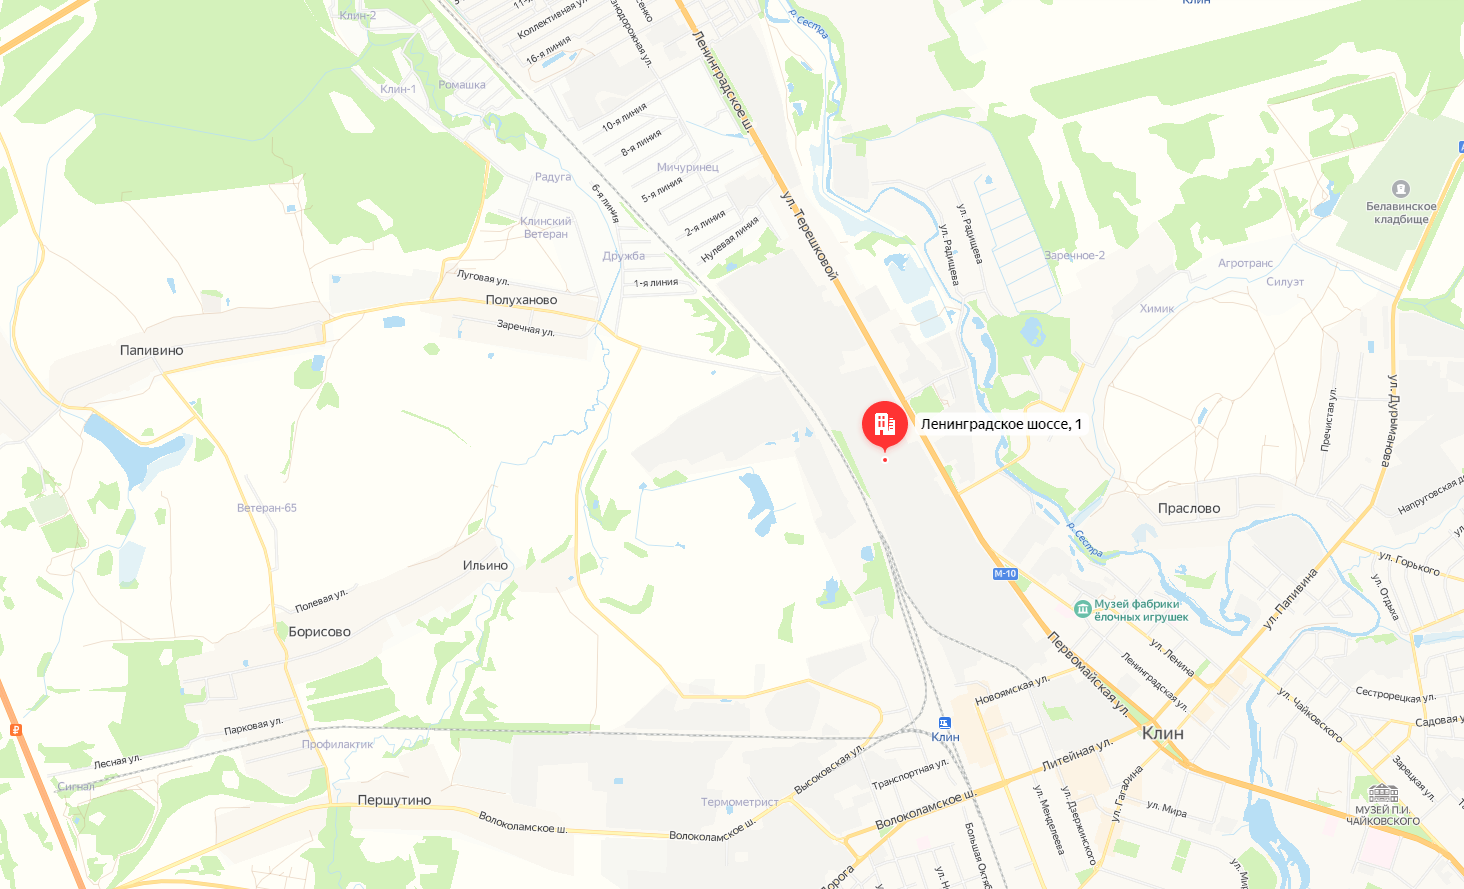 Клин-2
Коллективная ул.
16-я линия
Ленинградское ш.
р. Сестра
Клин
Клин-1
Ромашка
10-я линия
8-я линия
Мичуринец
5-я линия
6-я линия
2-я линия
Нулевая линия
Радуга
Клинский
Ветеран
Дружба
1-я линия
ул. Терешковой
ул. Радищева
ул. Радищева
Белавинское
кладбище
Заречное-2
Агротранс
Силуэт
Химик
Луговая ул.
Полуханово
Заречная ул.
Папивино
Ленинградское шоссе, 1
Пречистая ул.
ул. Дурыманова
Ветеран-65
Праслово
р. Сестра
Ильино
М-10
ул. Горького
ул. Отдыха
ул. Папивина
Полевая ул.
Борисово
Музей фабрики
ёлочных игрушек
Первомайская ул.
ул. Ленина
Ленинградская ул.
Новоямская ул.
Сестрорецкая ул.
ул. Чайковского
Парковая ул.
Профилактик
Лесная ул.
Сигнал
Клин
Клин
Литейная ул.
Высоковская ул.
Транспортная ул.
Зарецкая ул.
Термометрист
Першутино
Волоколамское ш.
Волоколамское ш.
Волоколамское ш.
ул. Менделеева
ул. Дзержинского
ул. Гагарина
ул. Мира
МУЗЕЙ П.И.
ЧАЙКОВСКОГО